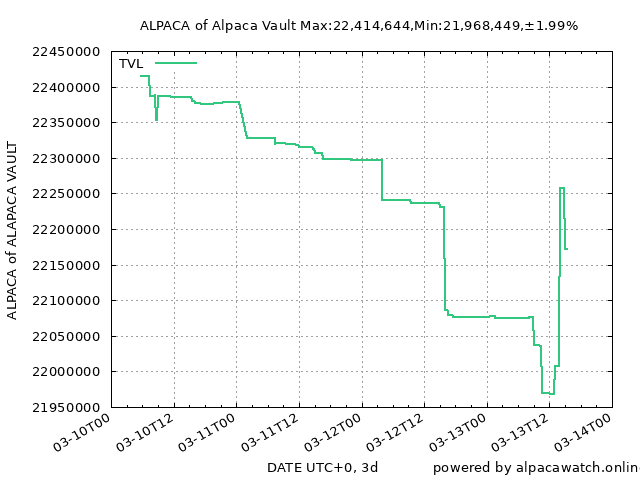 ALPACA of Alpaca Vault Max:22,414,644,Min:21,968,449,±1.99%
22450000
TVL
22400000
22350000
22300000
22250000
22200000
22150000
22100000
22050000
22000000
21950000
ALPACA of ALAPACA VAULT
03-10T00
03-10T12
03-11T00
03-11T12
03-12T00
03-12T12
03-13T00
03-13T12
03-14T00
DATE UTC+0, 3d
powered by alpacawatch.online